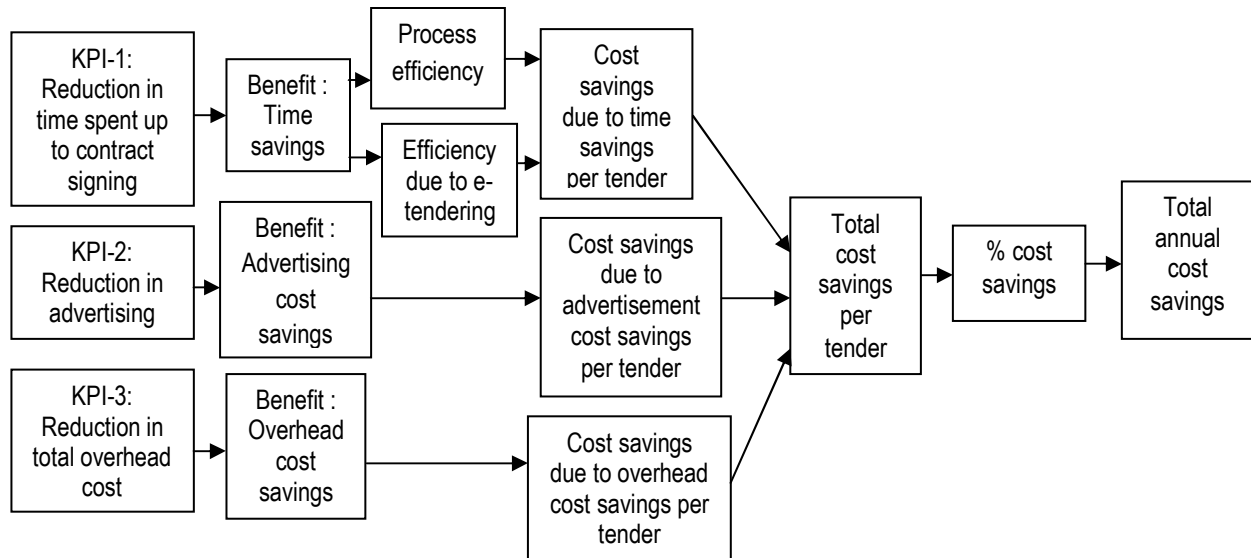 KPI-1:
Reduction in
time spent up
to contract
signing
Benefit :
Time
savings
Process
efficiency
Efficiency
due to e-
tendering
Cost
savings
due to time
savings
per tender
KPI-2:
Reduction in
advertising
Benefit :
Advertising
cost
savings
Cost savings
due to
advertisement
cost savings
per tender
KPI-3:
Reduction in
total overhead
cost
Benefit :
Overhead
cost
savings
Cost savings
due to overhead
cost savings per
tender
Total
cost
savings
per
tender
% cost
savings
Total
annual
cost
savings